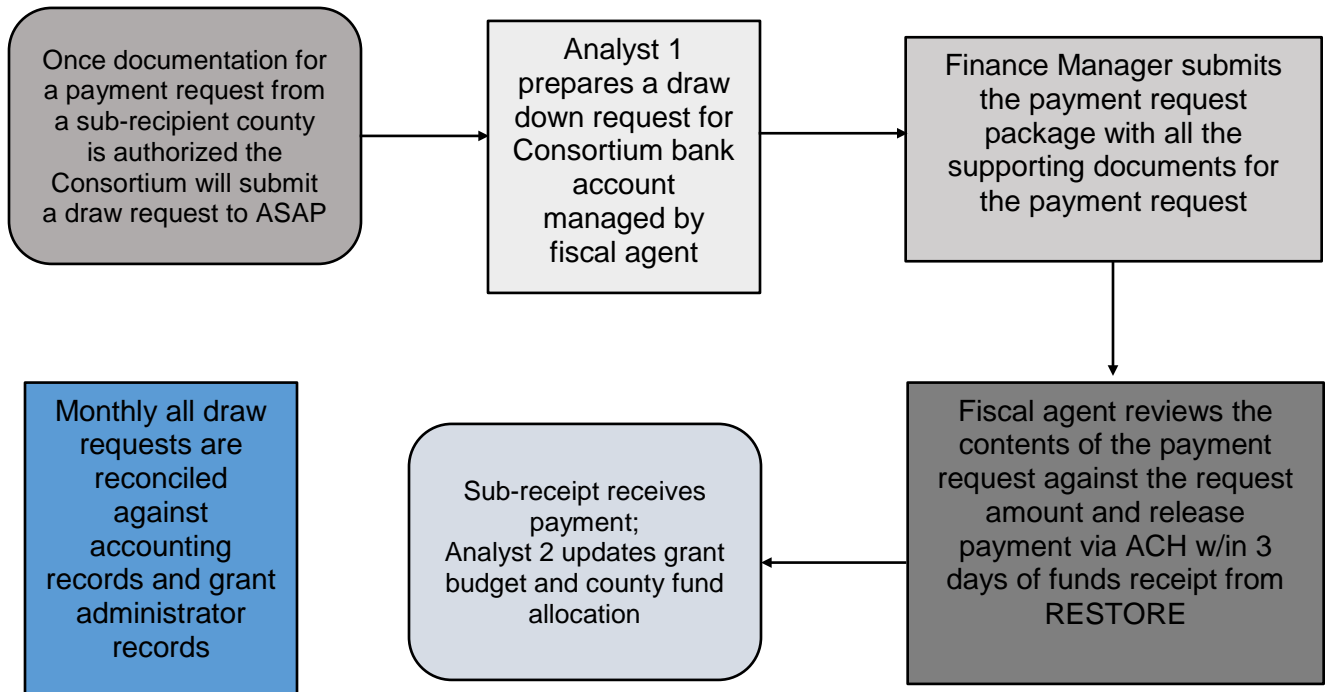 Once documentation for
a payment request from
a sub-recipient county
is authorized the
Consortium will submit
a draw request to ASAP
Analyst 1
prepares a draw
down request for
Consortium bank
account
managed by
fiscal agent
Finance Manager submits
the payment request
package with all the
supporting documents for
the payment request
Fiscal agent reviews the
contents of the payment
request against the request
amount and release
payment via ACH w/in 3
days of funds receipt from
RESTORE
Sub-receipt receives
payment;
Analyst 2 updates grant
budget and county fund
allocation
Monthly all draw
requests are
reconciled
against
accounting
records and grant
administrator
records